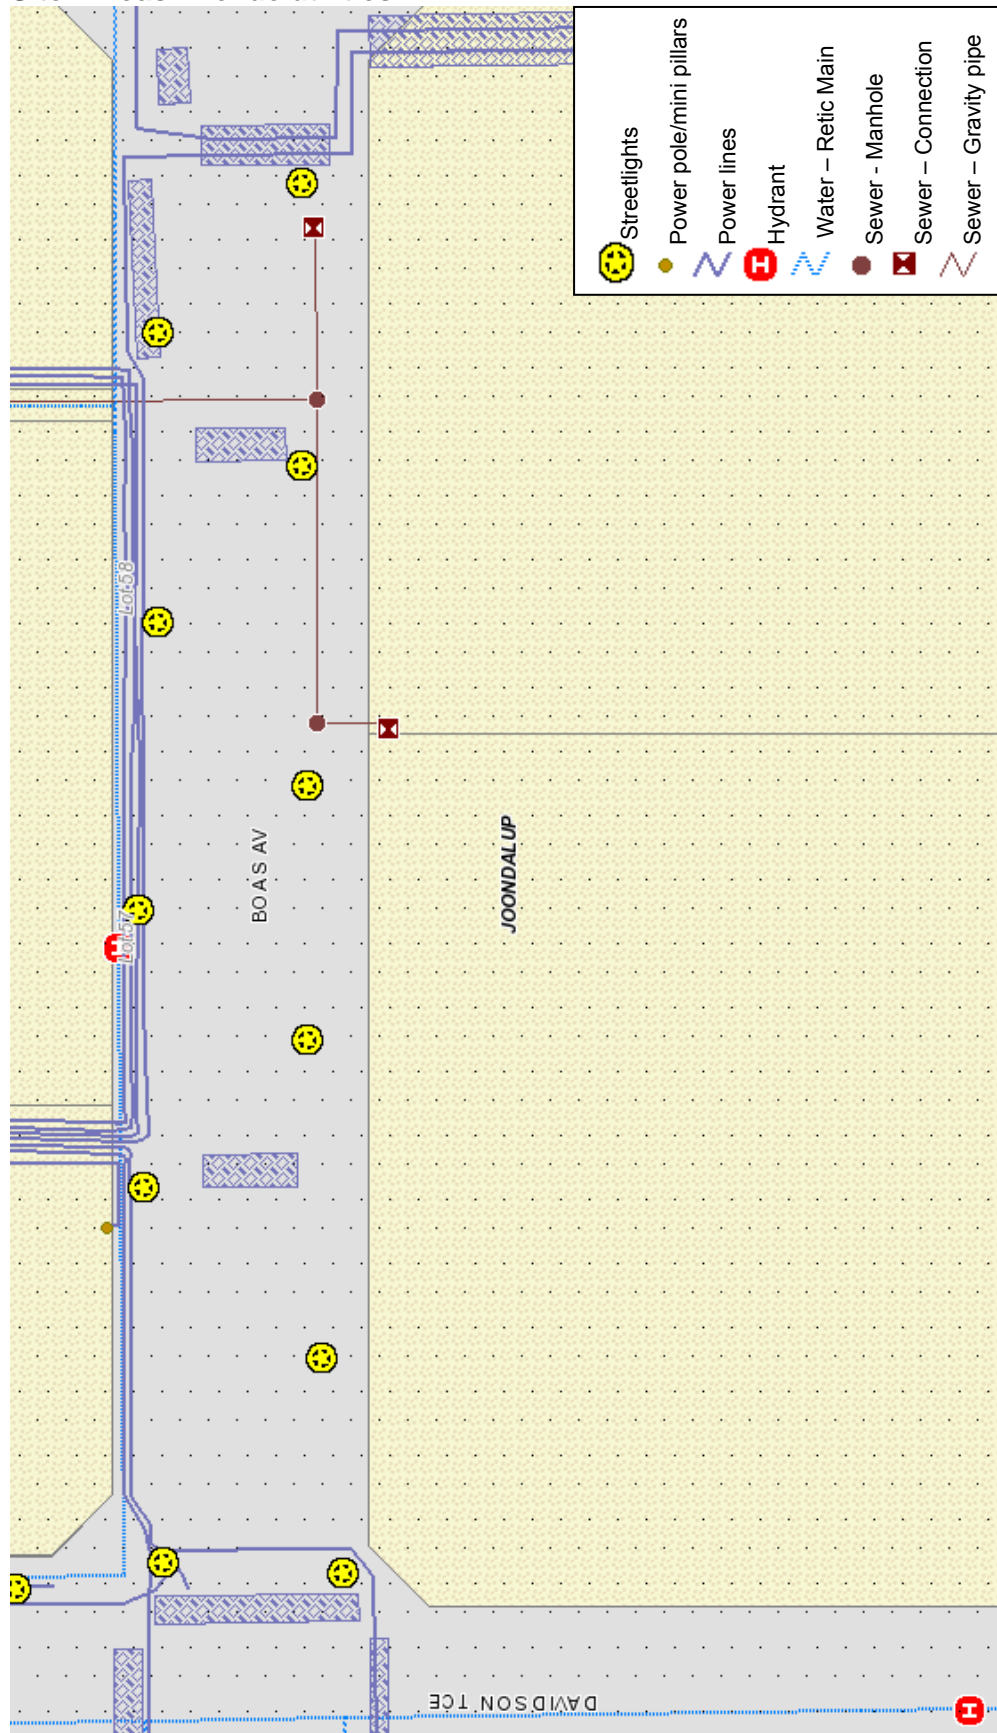 Streetlights
Power pole/mini pillars
Power lines
H
Hydrant
Water – Retic Main
Sewer - Manhole
Sewer – Connection
Sewer – Gravity pipe
Lot 58
Lot 57
BOAS AV
JOONDALUP
DAVIDSON TCE
H